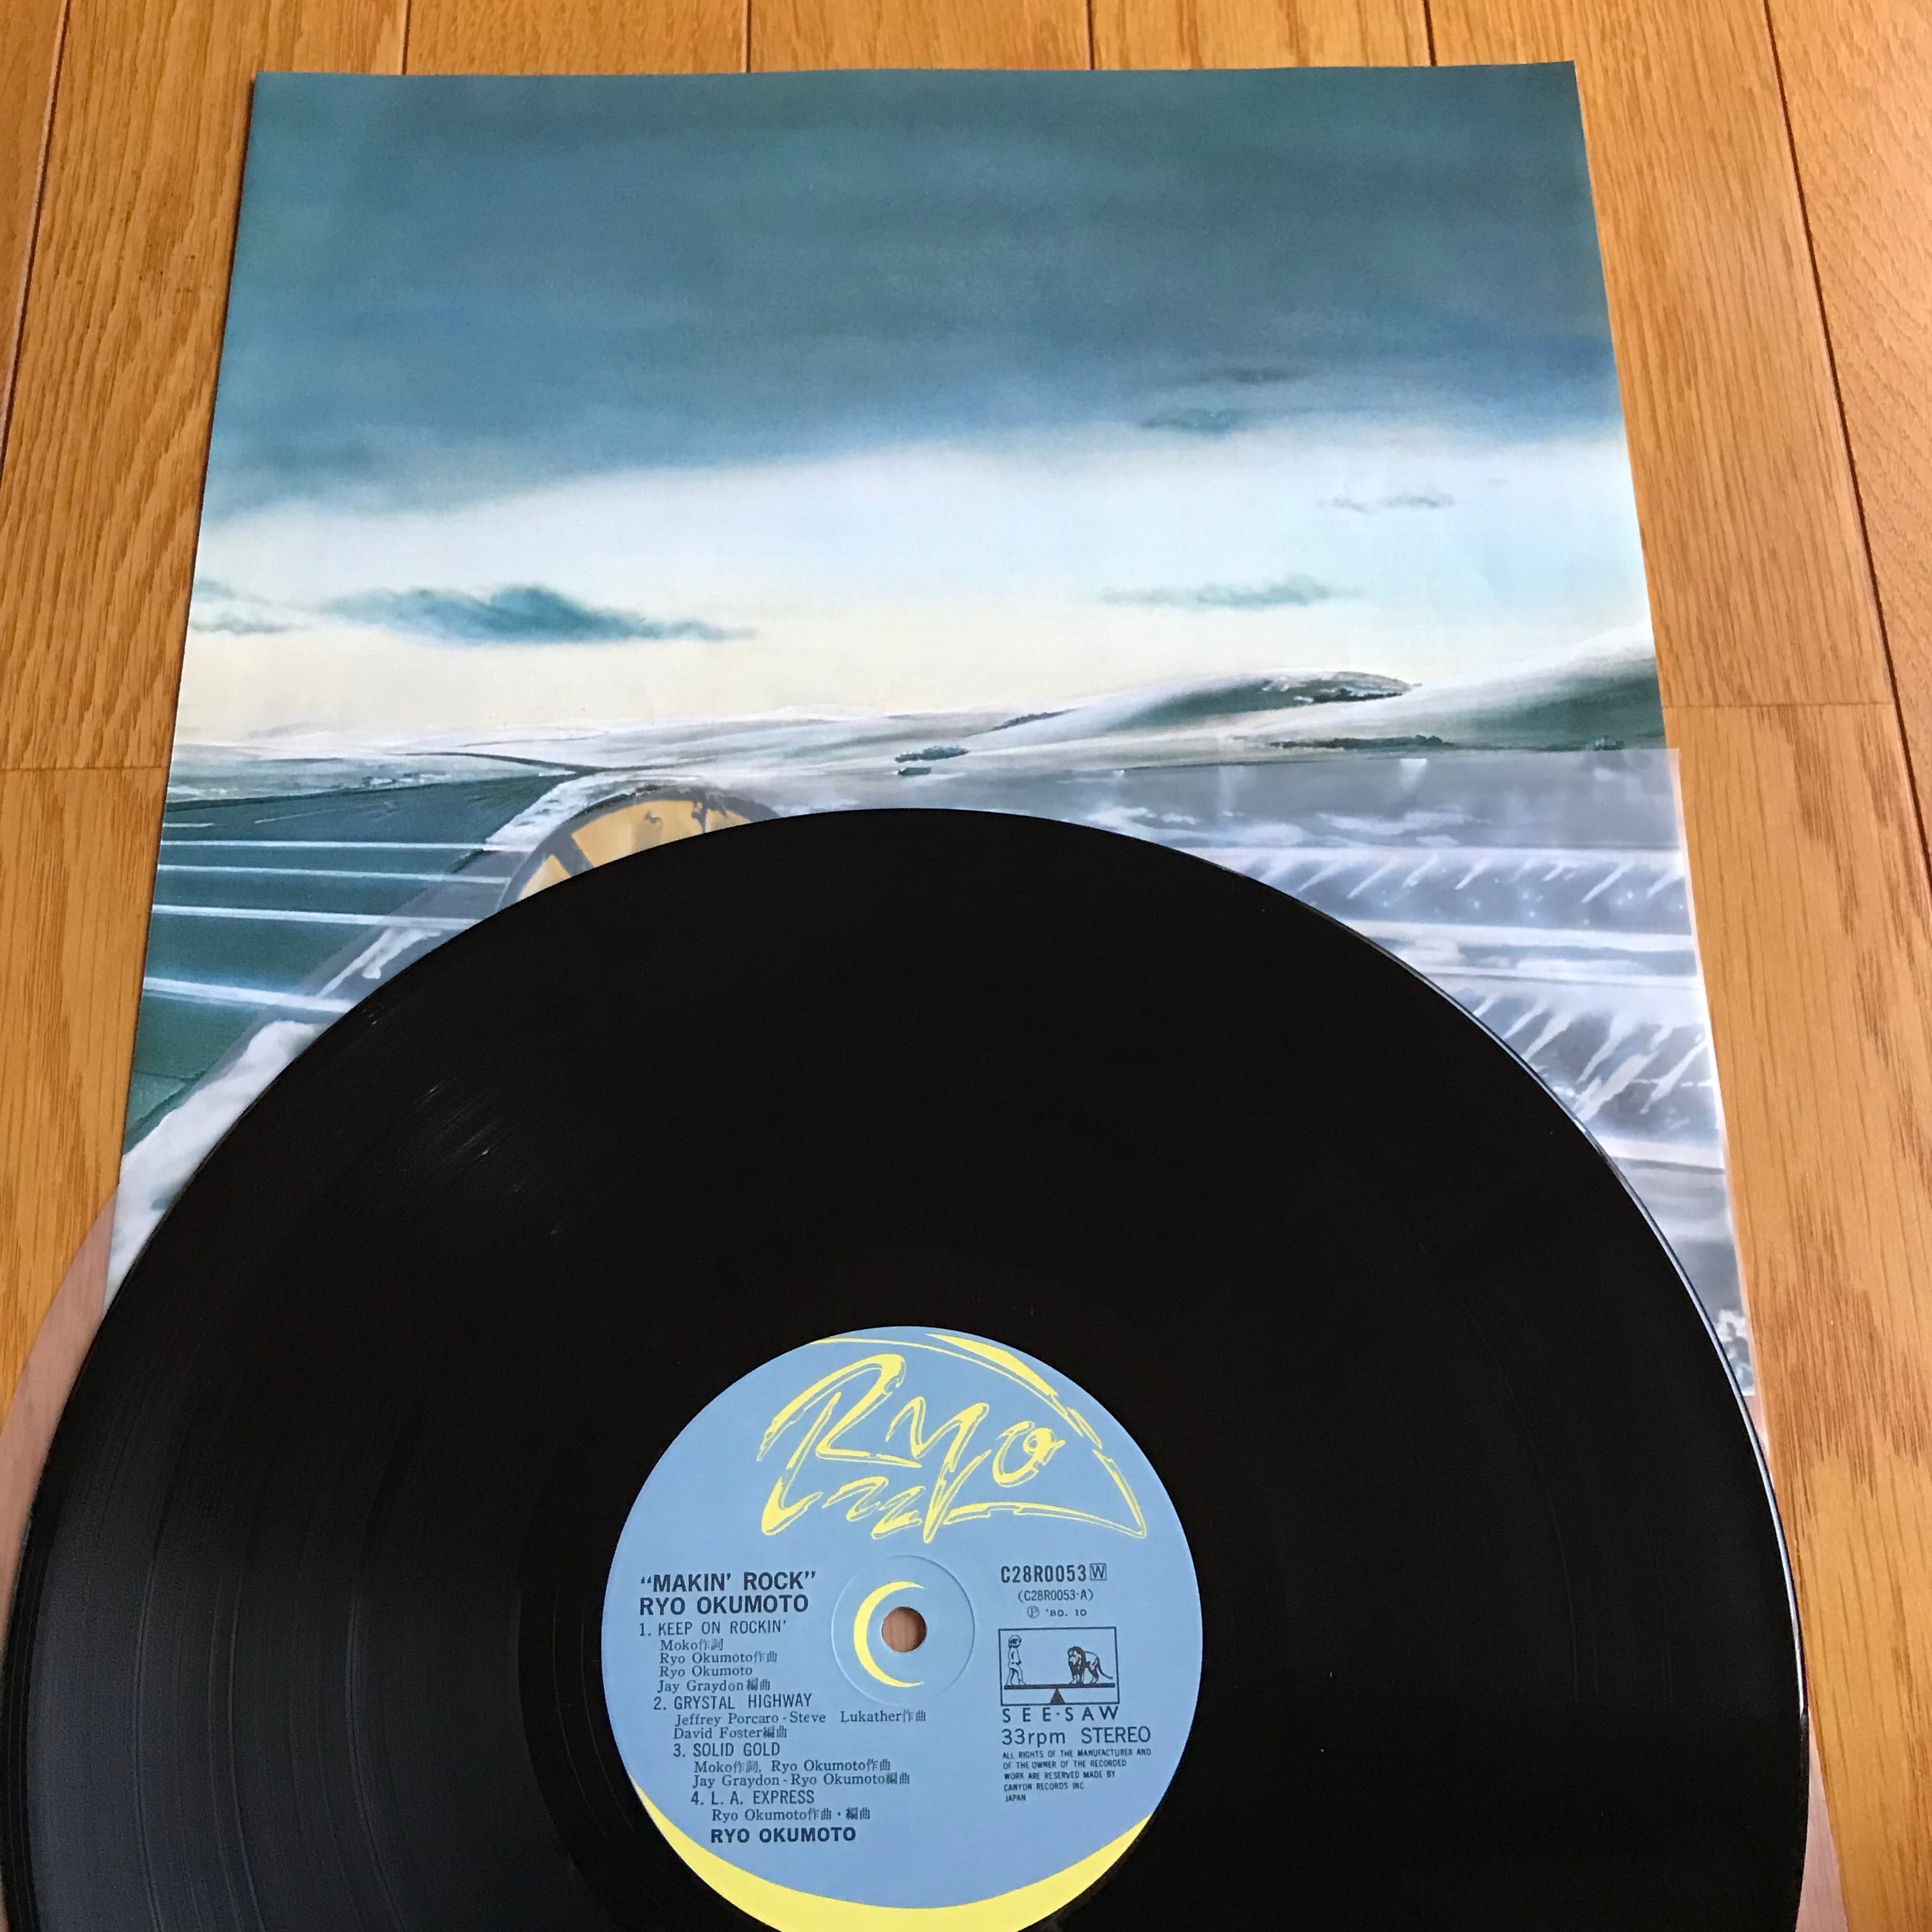 Ryo
“MAKIN’ ROCK”
RYO OKUMOTO
1. KEEP ON ROCKIN’
Moko作詞
Ryo Okumoto作曲
Ryo Okumoto
Jay Graydon編曲
2. GRYSTAL HIGHWAY
Jeffrey Porcaro - Steve Lukather作曲
David Foster編曲
3. SOLID GOLD
Moko作詞, Ryo Okumoto作曲
Jay Graydon - Ryo Okumoto編曲
4. L. A. EXPRESS
Ryo Okumoto作曲・編曲
RYO OKUMOTO
C28R0053 W
(C28R0053-A)
Ⓟ '80. 10
SEE·SAW
33rpm STEREO
ALL RIGHTS OF THE MANUFACTURER AND
OF THE OWNER OF THE RECORDED
WORK ARE RESERVED MADE BY
CANYON RECORDS INC
JAPAN